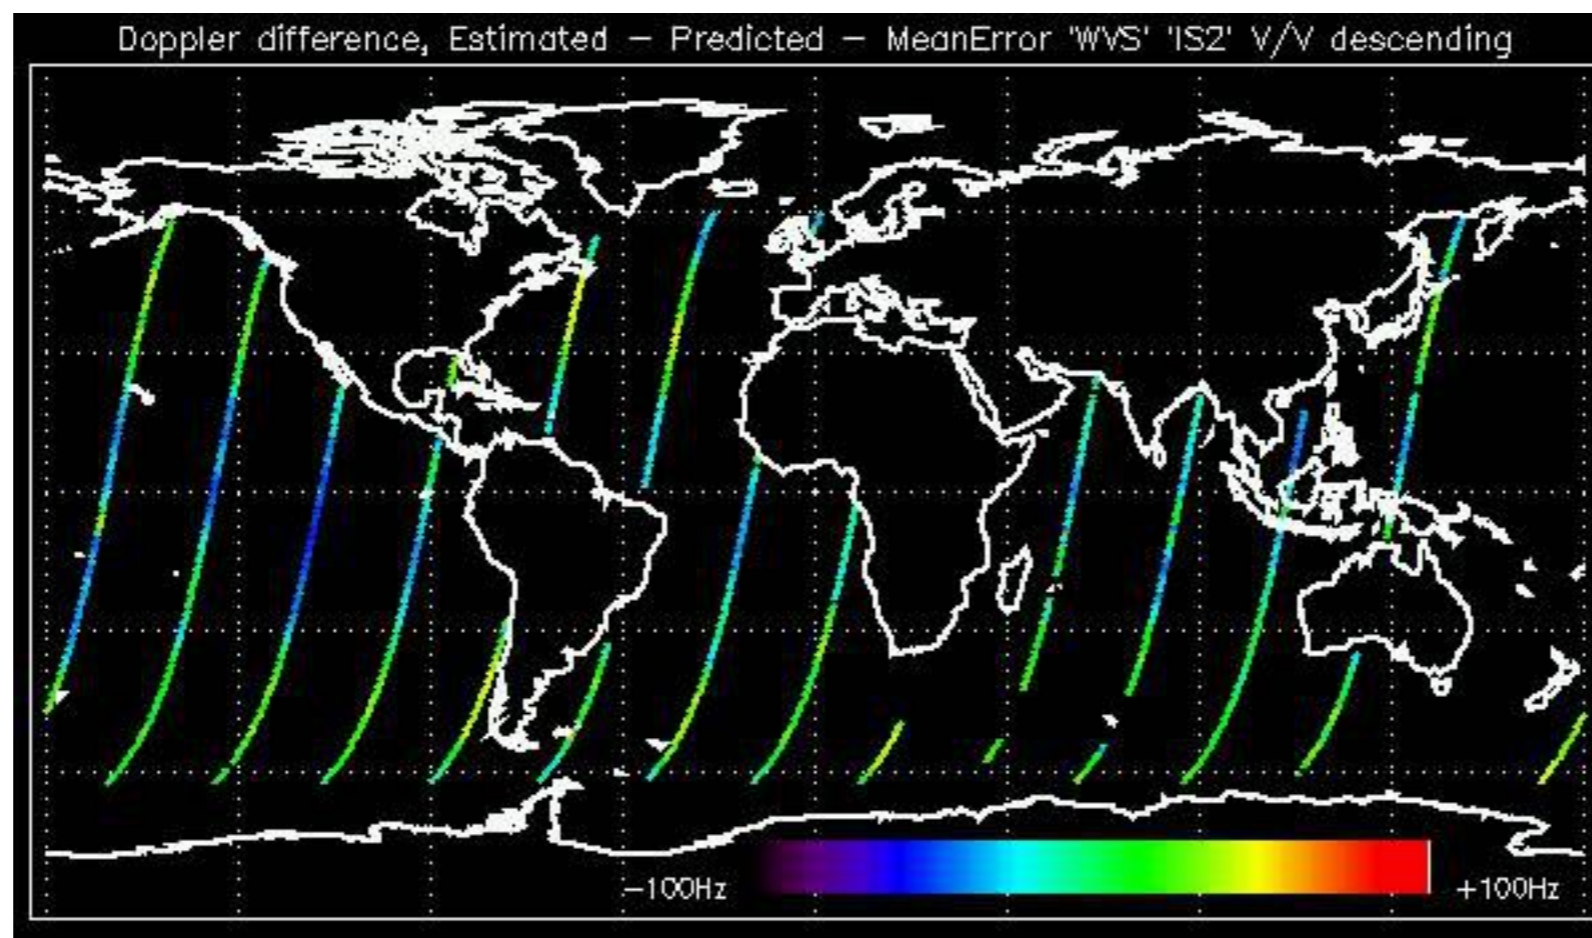 Doppler difference, Estimated – Predicted – MeanError 'WVS' 'IS2' V/V descending
−100Hz
+100Hz